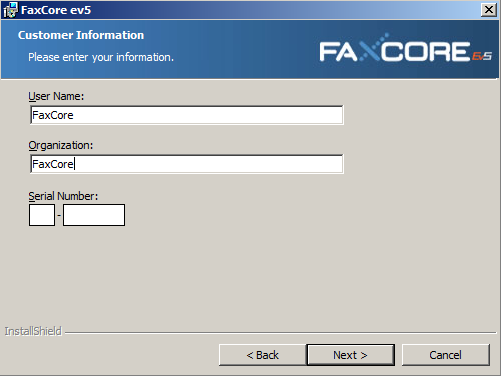 FaxCore ev5
Customer Information
Please enter your information.
FAXCORE Ev5
User Name:
FaxCore
Organization:
FaxCore
Serial Number:
-
InstallShield
< Back
Next >
Cancel